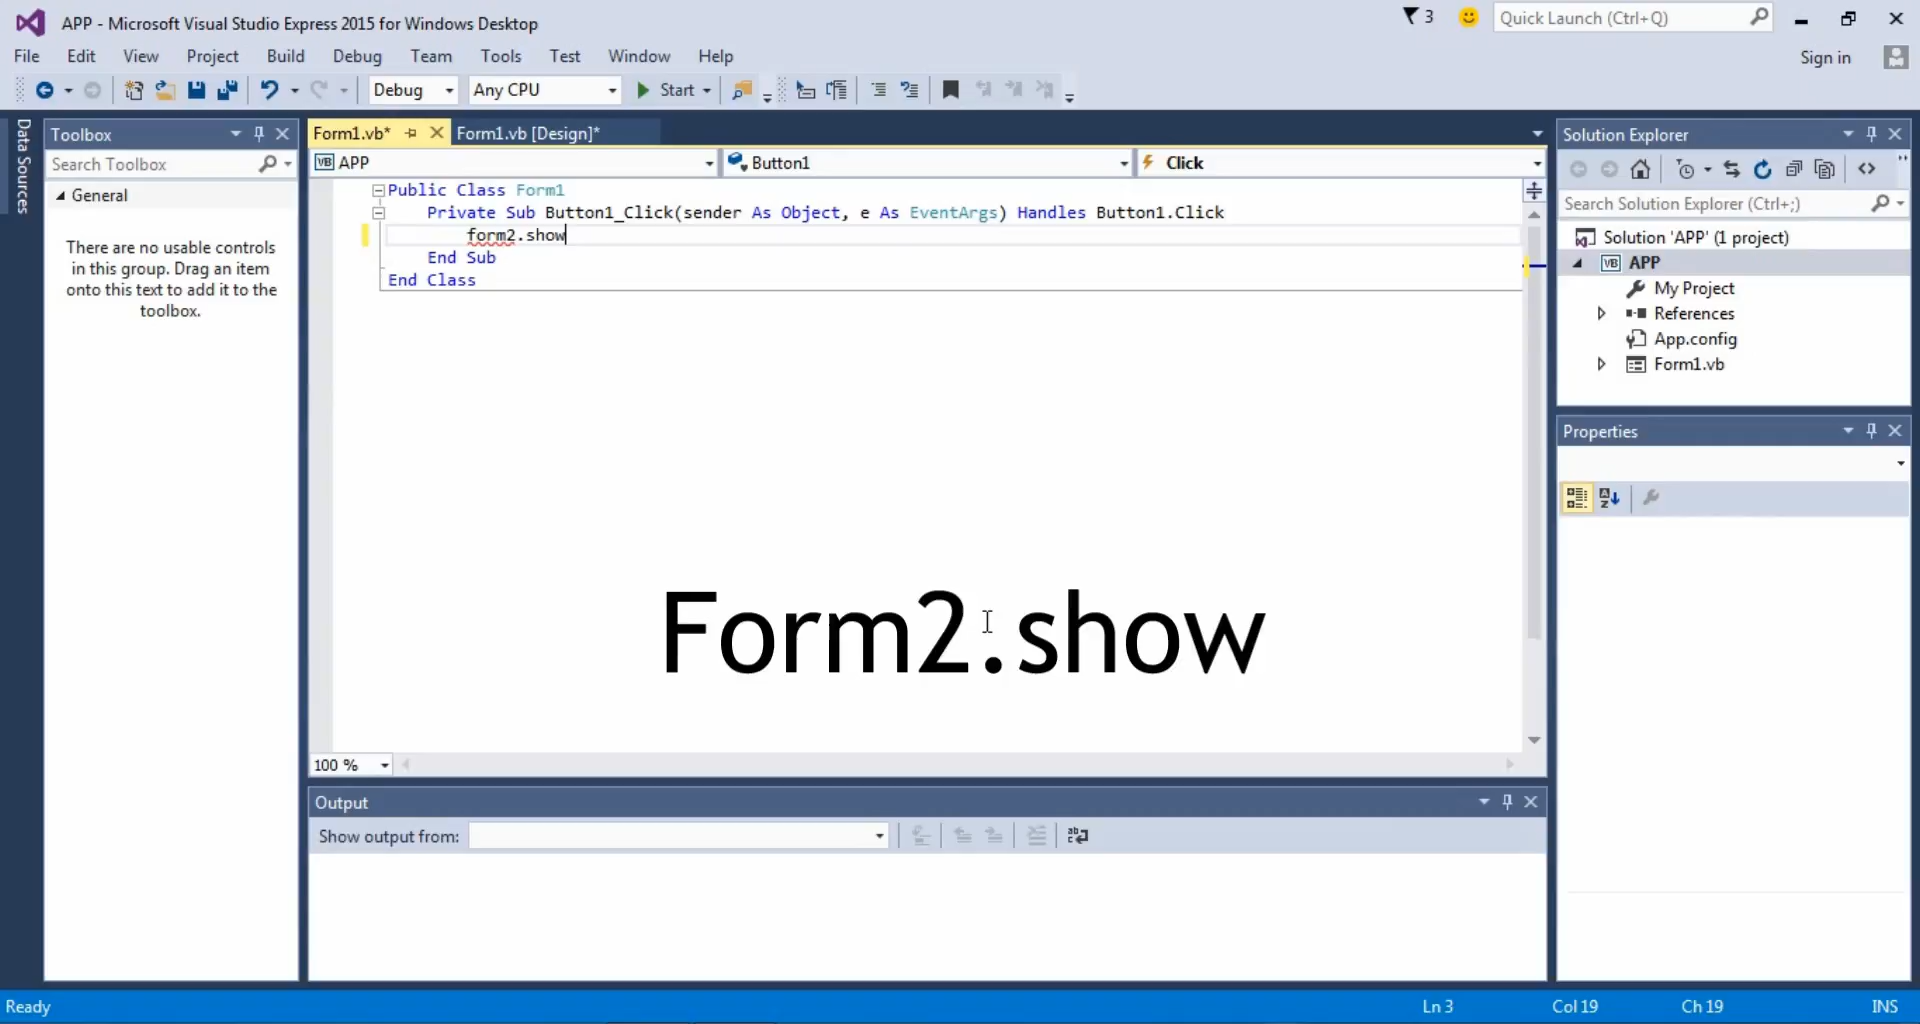 APP - Microsoft Visual Studio Express 2015 for Windows Desktop
3
Quick Launch (Ctrl+Q)
File Edit View Project Build Debug Team Tools Test Window Help
Sign in
Debug Any CPU Start
Data Sources
Toolbox
Search Toolbox
General
There are no usable controls
in this group. Drag an item
onto this text to add it to the
toolbox.
Form1.vb* Form1.vb [Design]*
VB APP Button1 Click
Public Class Form1
Private Sub Button1_Click(sender As Object, e As EventArgs) Handles Button1.Click
form2.show
End Sub
End Class
Form2.show
100 %
Output
Show output from:
Solution Explorer
Search Solution Explorer (Ctrl+;)
Solution 'APP' (1 project)
VB APP
My Project
References
App.config
Form1.vb
Properties
Ready Ln 3 Col 19 Ch 19 INS